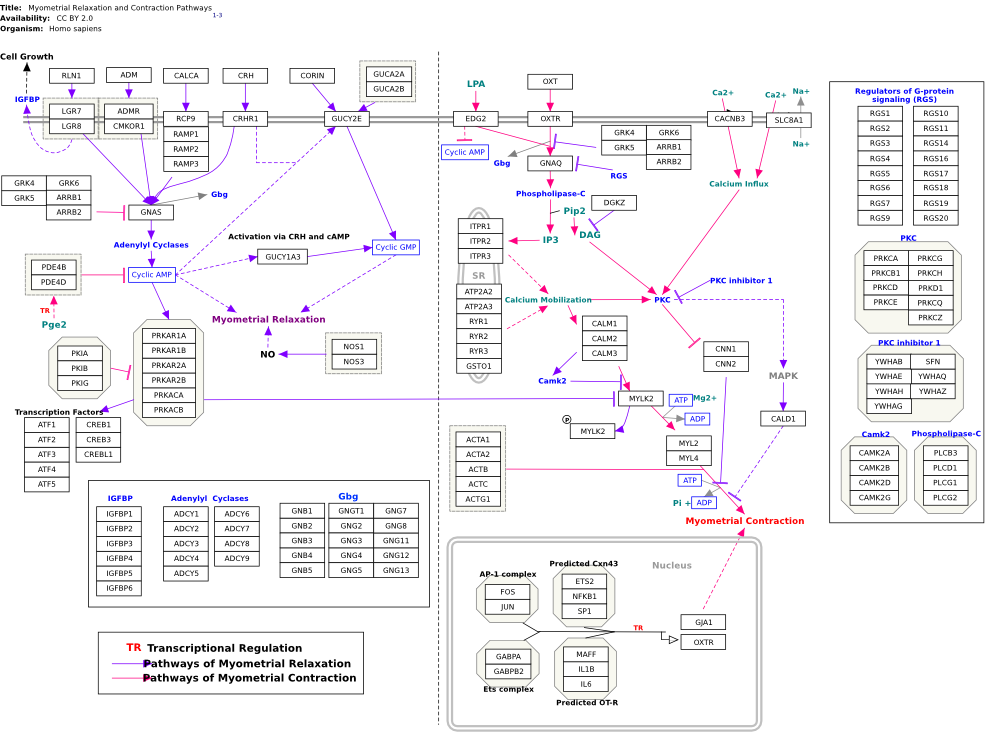 Title: Myometrial Relaxation and Contraction Pathways
Availability: CC BY 2.0
1-3
Organism: Homo sapiens
Cell Growth
RLN1
ADM
CALCA
CRH
CORIN
GUCA2A
GUCA2B
IGFBP
LGR7
LGR8
ADMR
CMKOR1
RCP9
RAMP1
RAMP2
RAMP3
CRHR1
GUCY2E
GRK4
GRK6
GRK5
ARRB1
ARRB2
GNAS
Gbg
Adenylyl Cyclases
Activation via CRH and cAMP
GUCY1A3
Cyclic GMP
PDE4B
PDE4D
Cyclic AMP
TR
Pge2
Myometrial Relaxation
NO
NOS1
NOS3
PKIA
PKIB
PKIG
PRKAR1A
PRKAR1B
PRKAR2A
PRKAR2B
PRKACA
PRKACB
Transcription Factors
ATF1
ATF2
ATF3
ATF4
ATF5
CREB1
CREB3
CREBL1
IGFBP
IGFBP1
IGFBP2
IGFBP3
IGFBP4
IGFBP5
IGFBP6
Adenylyl Cyclases
ADCY1
ADCY2
ADCY3
ADCY4
ADCY5
ADCY6
ADCY7
ADCY8
ADCY9
Gbg
GNB1
GNB2
GNB3
GNB4
GNB5
GNGT1
GNG2
GNG3
GNG4
GNG5
GNG7
GNG8
GNG11
GNG12
GNG13
TR Transcriptional Regulation
Pathways of Myometrial Relaxation
Pathways of Myometrial Contraction
LPA
OXT
EDG2
OXTR
Cyclic AMP
Gbg
GNAQ
GRK4
GRK6
GRK5
ARRB1
ARRB2
RGS
Phospholipase-C
Pip2
DGKZ
IP3
DAG
Ca2+
Ca2+
Na+
CACNB3
SLC8A1
Na+
Calcium Influx
ITPR1
ITPR2
ITPR3
SR
ATP2A2
ATP2A3
RYR1
RYR2
RYR3
GSTO1
Calcium Mobilization
PKC
PKC inhibitor 1
CALM1
CALM2
CALM3
CNN1
CNN2
MAPK
Camk2
MYLK2
ATP
Mg2+
ADP
P
MYLK2
CALD1
MYL2
MYL4
ACTA1
ACTA2
ACTB
ACTC
ACTG1
ATP
Pi +
ADP
Myometrial Contraction
Nucleus
AP-1 complex
FOS
JUN
Predicted Cxn43
ETS2
NFKB1
SP1
TR
GJA1
OXTR
GABPA
GABPB2
Ets complex
MAFF
IL1B
IL6
Predicted OT-R
Regulators of G-protein
signaling (RGS)
RGS1
RGS2
RGS3
RGS4
RGS5
RGS6
RGS7
RGS9
RGS10
RGS11
RGS14
RGS16
RGS17
RGS18
RGS19
RGS20
PKC
PRKCA
PRKCB1
PRKCD
PRKCE
PRKCG
PRKCH
PRKD1
PRKCQ
PRKCZ
PKC inhibitor 1
YWHAB
YWHAE
YWHAH
YWHAG
SFN
YWHAQ
YWHAZ
Camk2
CAMK2A
CAMK2B
CAMK2D
CAMK2G
Phospholipase-C
PLCB3
PLCD1
PLCG1
PLCG2